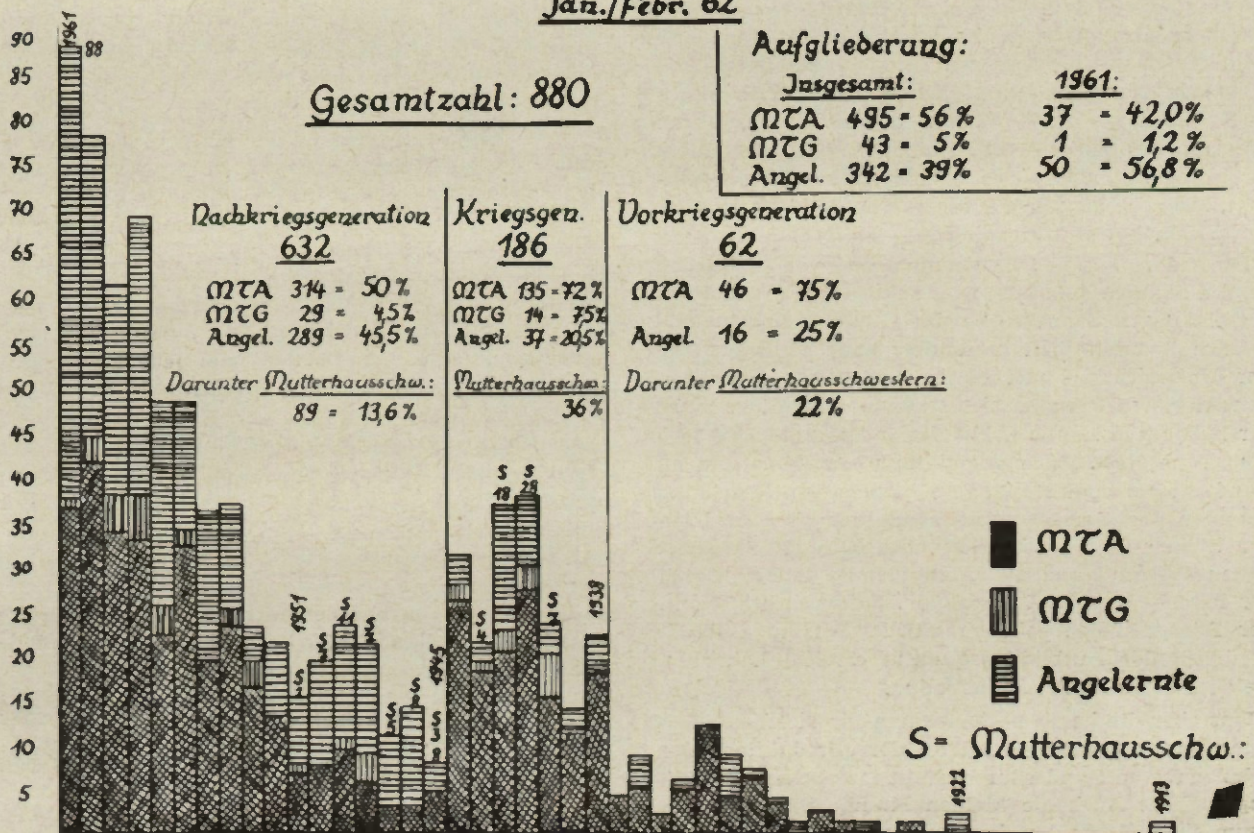 Jan./Febr. 62
Aufgliederung:
Insgesamt: 1961:
MTA 495 = 56% 37 = 42,0%
MTG 43 = 5% 1 = 1,2%
Angel. 342 = 39% 50 = 56,8%
Gesamtzahl: 880
Nachkriegsgeneration
632
MTA 314 = 50%
MTG 29 = 4,5%
Angel. 289 = 45,5%
Darunter Mutterhausschw.:
89 = 13,6%
Kriegsgen.
186
MTA 135 = 72%
MTG 14 = 7,5%
Angel. 37 = 20,5%
Mutterhausschw.:
36%
Vorkriegsgeneration
62
MTA 46 = 75%
Angel. 16 = 25%
Darunter Mutterhausschwestern:
22%
90
85
80
75
70
65
60
55
50
45
40
35
30
25
20
15
10
5
1961
88
1951
S
S
S
11
S
S
S
S
1945
S
S
18
S
S
1938
1922
1913
MTA
MTG
Angelernte
S= Mutterhausschw.: